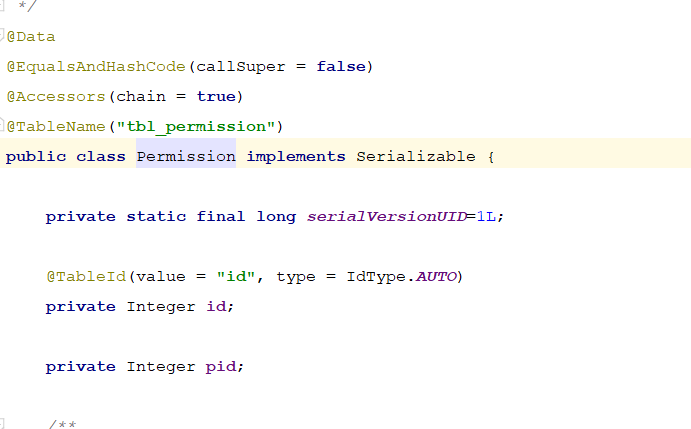 */
@Data
@EqualsAndHashCode(callSuper = false)
@Accessors(chain = true)
@TableName("tbl_permission")
public class Permission implements Serializable {
private static final long serialVersionUID=1L;
@TableId(value = "id", type = IdType.AUTO)
private Integer id;
private Integer pid;
/**